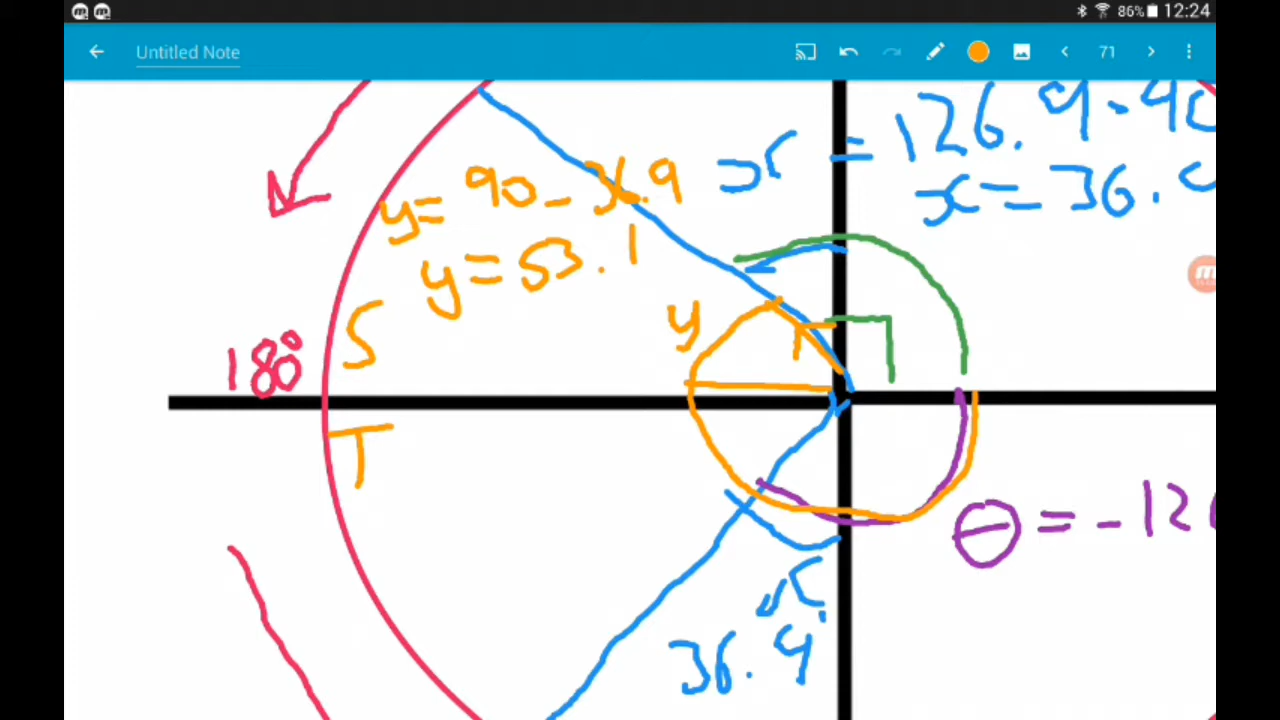 86% 12:24
Untitled Note
71
x = 126.9-90
x = 36.9
y = 90 - 36.9
y = 53.1
y
180°
S
T
θ = -12
x
36.9